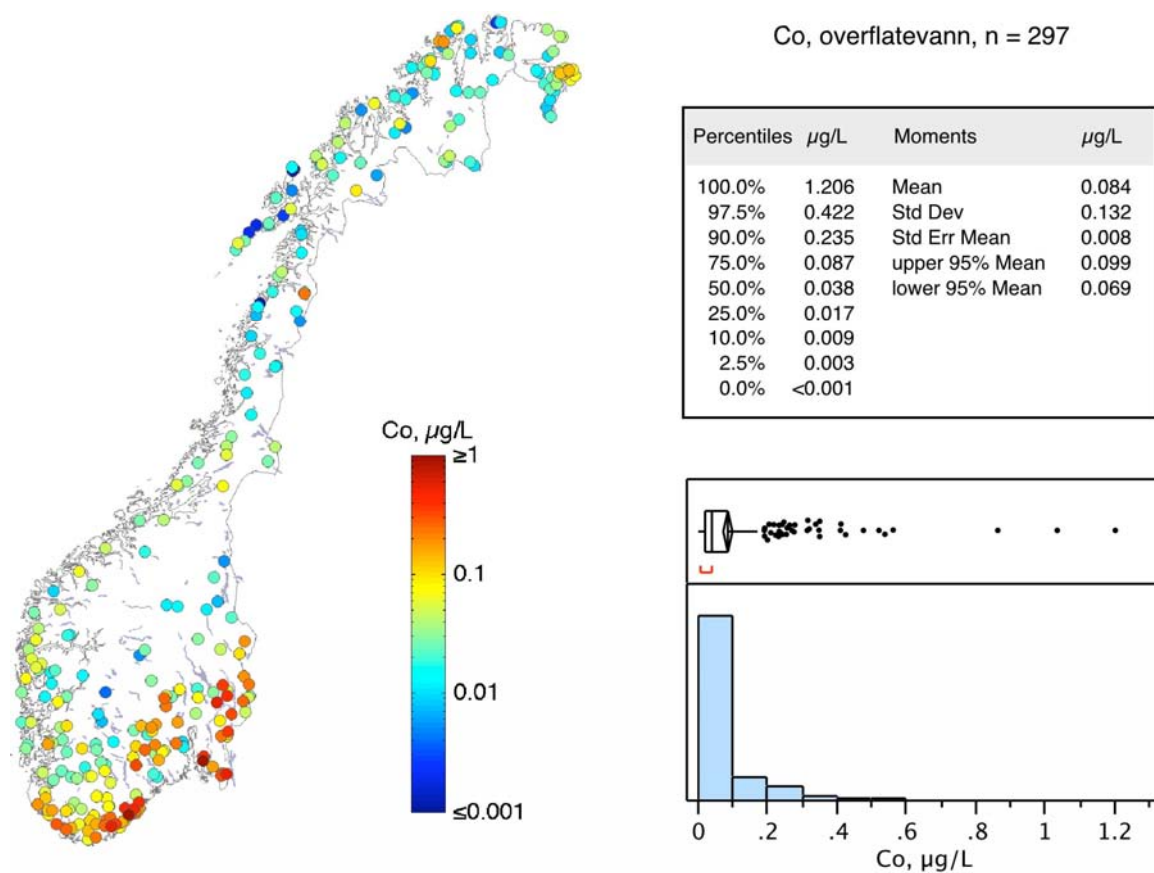 Co, overflatevann, n = 297
Percentiles µg/L Moments µg/L
100.0% 1.206 Mean 0.084
97.5% 0.422 Std Dev 0.132
90.0% 0.235 Std Err Mean 0.008
75.0% 0.087 upper 95% Mean 0.099
50.0% 0.038 lower 95% Mean 0.069
25.0% 0.017
10.0% 0.009
2.5% 0.003
0.0% <0.001
Co, µg/L
≥1
0.1
0.01
≤0.001
0 .2 .4 .6 .8 1 1.2
Co, µg/L